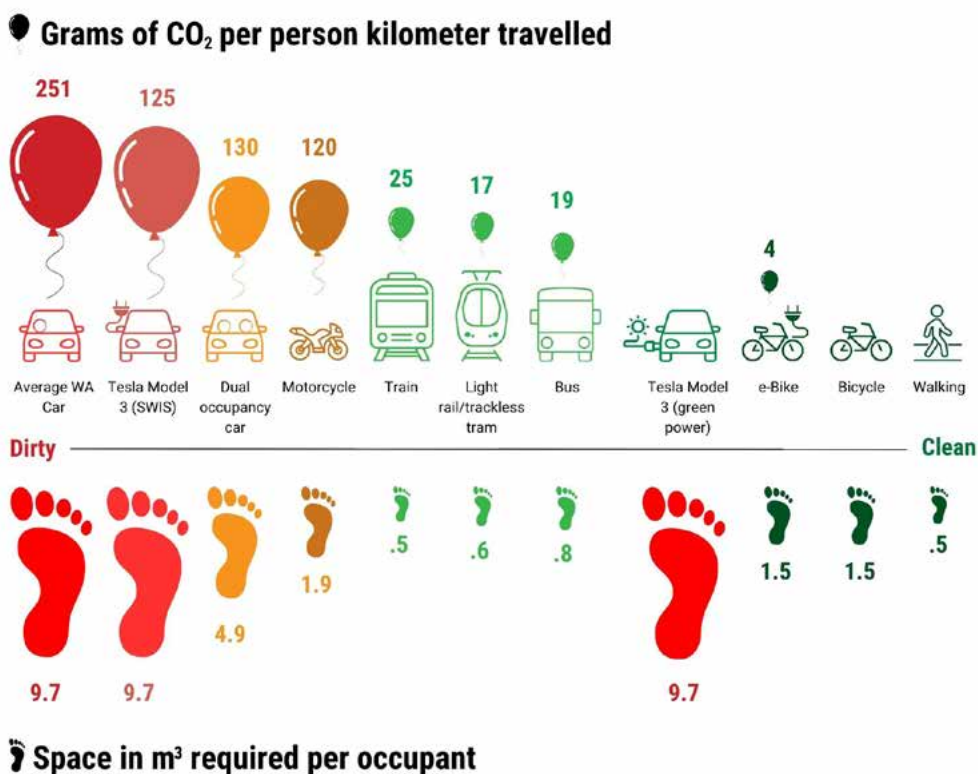 Grams of CO₂ per person kilometer travelled
251
125
130
120
25
17
19
4
Average WA
Car
Tesla Model
3 (SWIS)
Dual
occupancy
car
Motorcycle
Train
Light
rail/trackless
tram
Bus
Tesla Model
3 (green
power)
e-Bike
Bicycle
Walking
Dirty
Clean
9.7
9.7
4.9
1.9
.5
.6
.8
9.7
1.5
1.5
.5
Space in m³ required per occupant